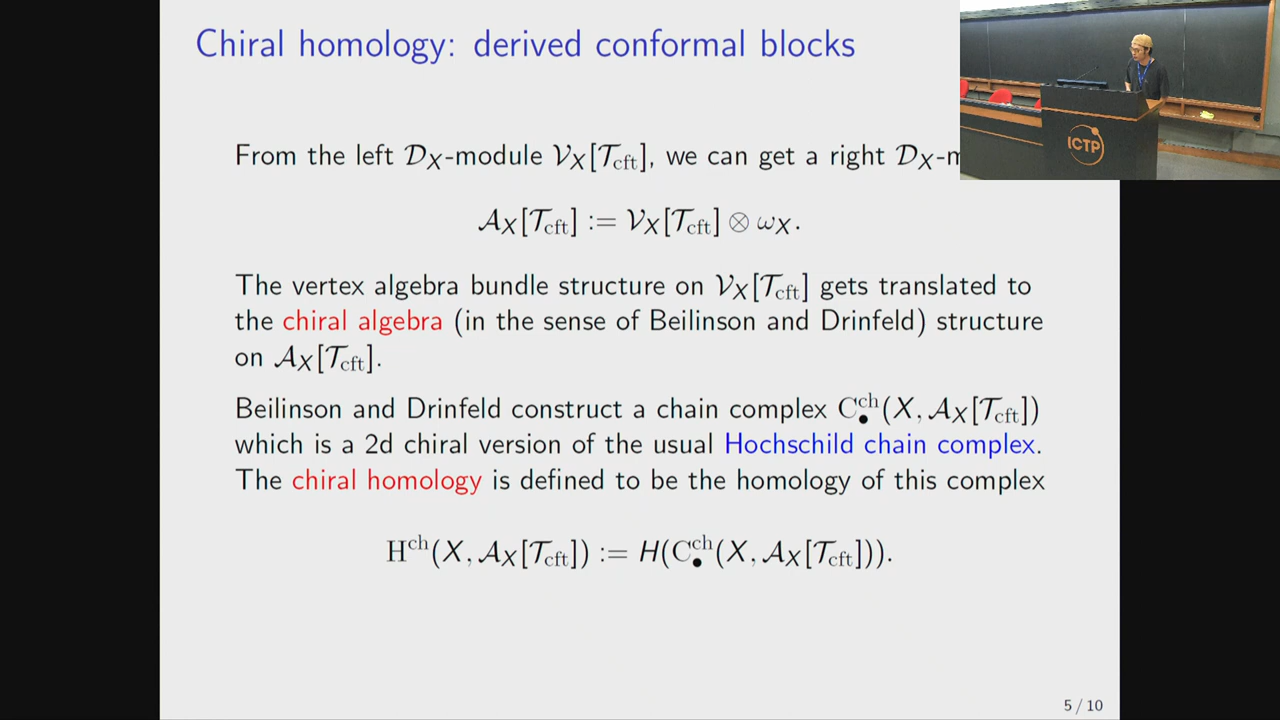 Chiral homology: derived conformal blocks
From the left 𝒟_X-module 𝒱_X[𝒯_cft], we can get a right 𝒟_X-m
𝒜_X[𝒯_cft] := 𝒱_X[𝒯_cft] ⊗ ω_X.
The vertex algebra bundle structure on 𝒱_X[𝒯_cft] gets translated to
the chiral algebra (in the sense of Beilinson and Drinfeld) structure
on 𝒜_X[𝒯_cft].
Beilinson and Drinfeld construct a chain complex C^ch_•(X, 𝒜_X[𝒯_cft])
which is a 2d chiral version of the usual Hochschild chain complex.
The chiral homology is defined to be the homology of this complex
H^ch(X, 𝒜_X[𝒯_cft]) := H(C^ch_•(X, 𝒜_X[𝒯_cft])).
5 / 10
ICTP